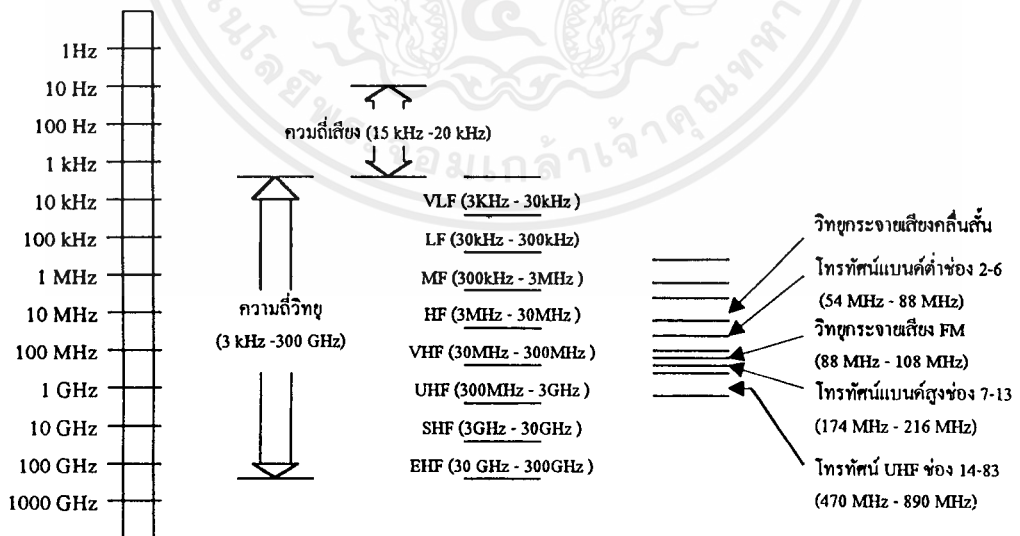 1Hz
10 Hz
100 Hz
1 kHz
10 kHz
100 kHz
1 MHz
10 MHz
100 MHz
1 GHz
10 GHz
100 GHz
1000 GHz
ความถี่วิทยุ
(3 kHz -300 GHz)
ควมถี่เสียง (15 kHz -20 kHz)
VLF (3KHz - 30kHz )
LF (30kHz - 300kHz)
MF (300kHz - 3MHz)
HF (3MHz - 30MHz)
VHF (30MHz - 300MHz)
UHF (300MHz - 3GHz)
SHF (3GHz - 30GHz)
EHF (30 GHz - 300GHz )
วิทยุกระจายเสียงคลื่นสั้น
โทรทัศน์แบนค์ต่ำช่อง 2-6
(54 MHz - 88 MHz)
วิทยุกระจายเสียง FM
(88 MHz - 108 MHz)
โทรทัศน์แบนค์สูงช่อง 7-13
(174 MHz - 216 MHz)
โทรทัศน์ UHF ช่อง 14-83
(470 MHz - 890 MHz)